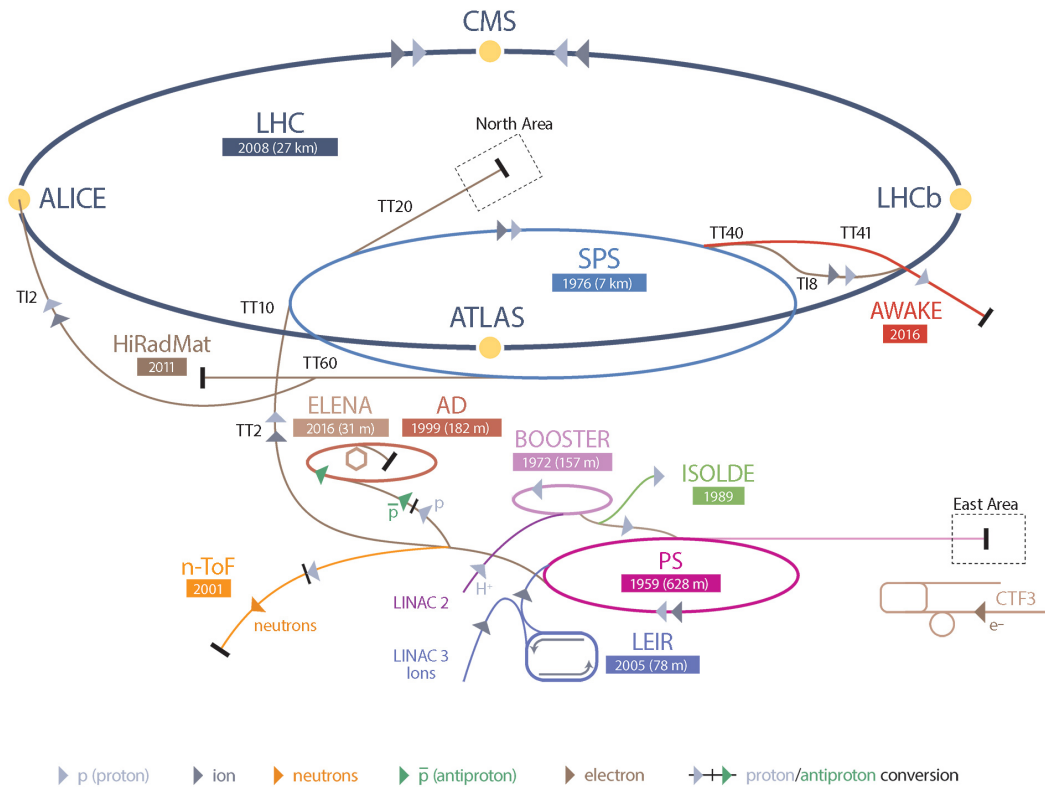 CMS
LHC
2008 (27 km)
North Area
ALICE
TT20
LHCb
TT40
TT41
SPS
1976 (7 km)
TI8
TI2
TT10
ATLAS
AWAKE
2016
HiRadMat
2011
TT60
ELENA
2016 (31 m)
AD
1999 (182 m)
TT2
BOOSTER
1972 (157 m)
ISOLDE
1989
p̅
p
East Area
n-ToF
2001
PS
1959 (628 m)
H⁺
LINAC 2
neutrons
CTF3
e⁻
LINAC 3
Ions
LEIR
2005 (78 m)
p (proton)
ion
neutrons
p̅ (antiproton)
electron
proton/antiproton conversion